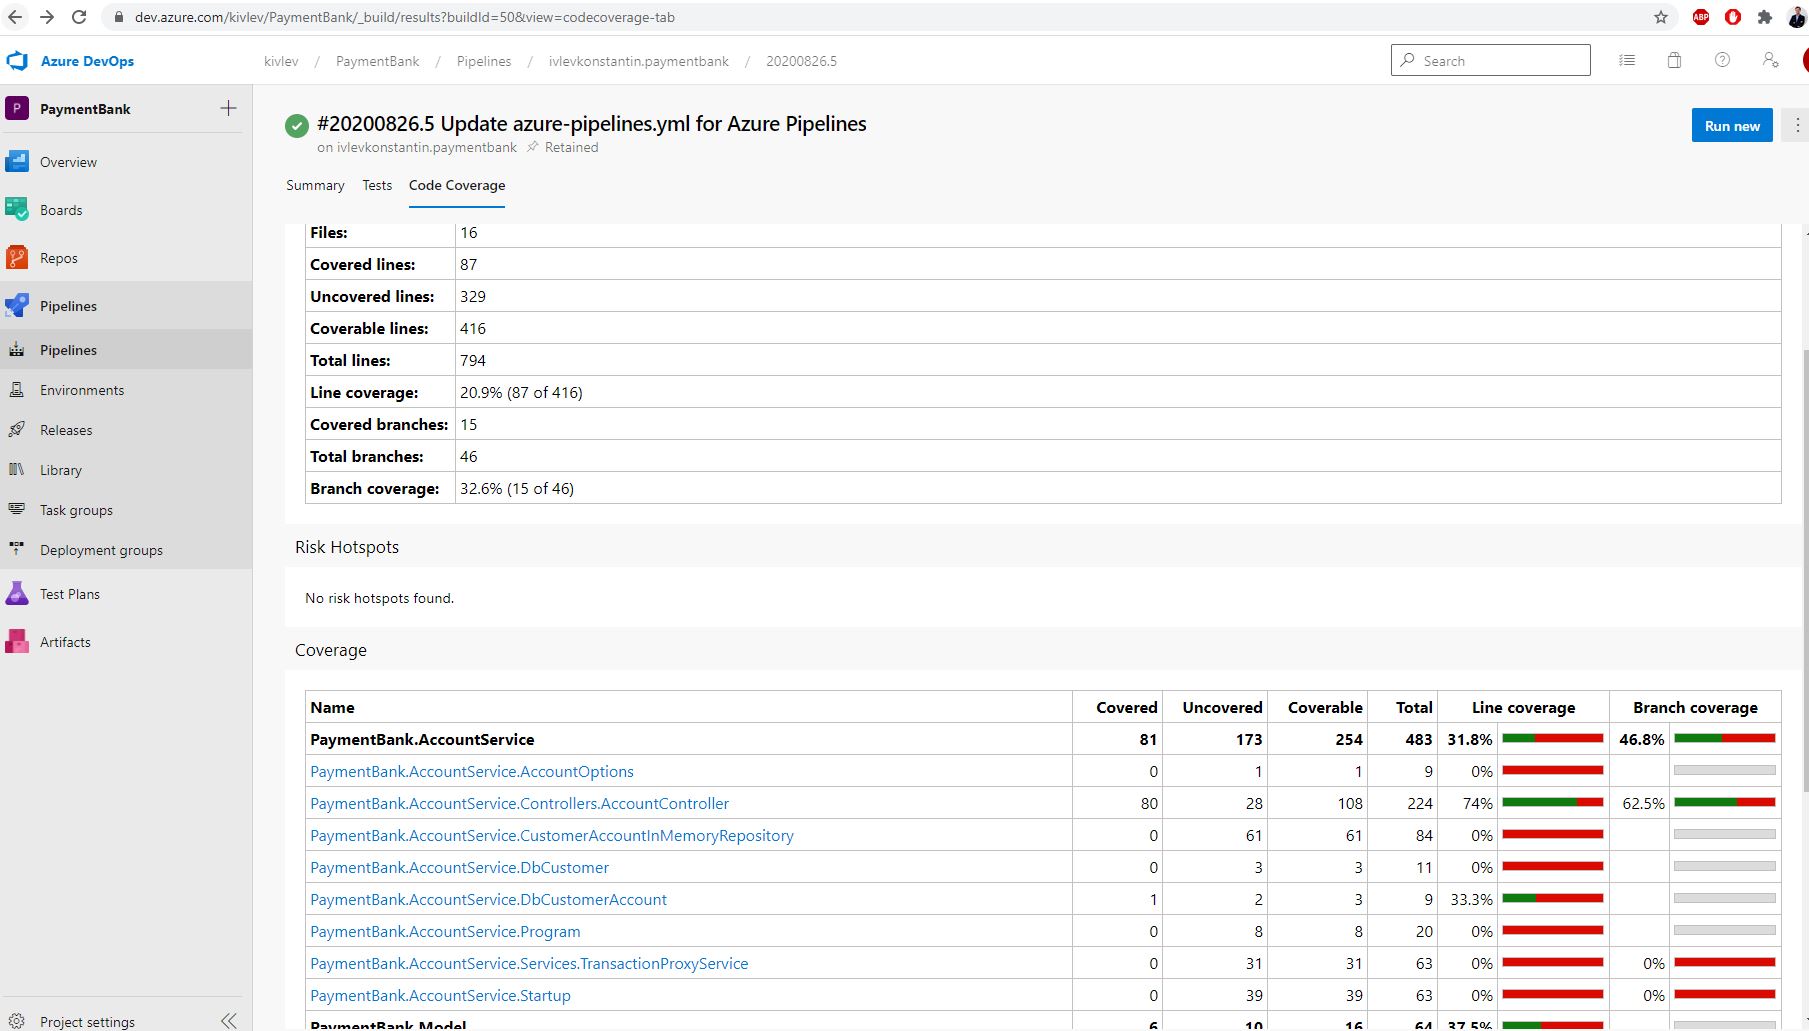 dev.azure.com/kivlev/PaymentBank/_build/results?buildId=50&view=codecoverage-tab
ABP
Azure DevOps
kivlev / PaymentBank / Pipelines / ivlevkonstantin.paymentbank / 20200826.5
Search
P PaymentBank
#20200826.5 Update azure-pipelines.yml for Azure Pipelines
on ivlevkonstantin.paymentbank Retained
Run new
Summary Tests Code Coverage
Overview
Boards
Repos
Pipelines
Pipelines
Environments
Releases
Library
Task groups
Deployment groups
Test Plans
Artifacts
Project settings
Files: 16
Covered lines: 87
Uncovered lines: 329
Coverable lines: 416
Total lines: 794
Line coverage: 20.9% (87 of 416)
Covered branches: 15
Total branches: 46
Branch coverage: 32.6% (15 of 46)
Risk Hotspots
No risk hotspots found.
Coverage
Name Covered Uncovered Coverable Total Line coverage Branch coverage
PaymentBank.AccountService 81 173 254 483 31.8% 46.8%
PaymentBank.AccountService.AccountOptions 0 1 1 9 0%
PaymentBank.AccountService.Controllers.AccountController 80 28 108 224 74% 62.5%
PaymentBank.AccountService.CustomerAccountInMemoryRepository 0 61 61 84 0%
PaymentBank.AccountService.DbCustomer 0 3 3 11 0%
PaymentBank.AccountService.DbCustomerAccount 1 2 3 9 33.3%
PaymentBank.AccountService.Program 0 8 8 20 0%
PaymentBank.AccountService.Services.TransactionProxyService 0 31 31 63 0% 0%
PaymentBank.AccountService.Startup 0 39 39 63 0% 0%
PaymentBank.Model 6 10 16 64 37.5%